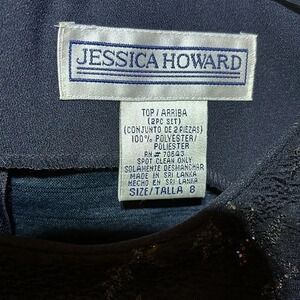 JESSICA HOWARD
TOP/ARRIBA
(2PC SET)
(CONJUNTO DE 2 PIEZAS)
100% POLYESTER/
POLIESTER
RN# 70843
SPOT CLEAN ONLY
SOLAMENTE DESMANCHAR
MADE IN SRI LANKA
HECHO EN SRI LANKA
SIZE/TALLA 8